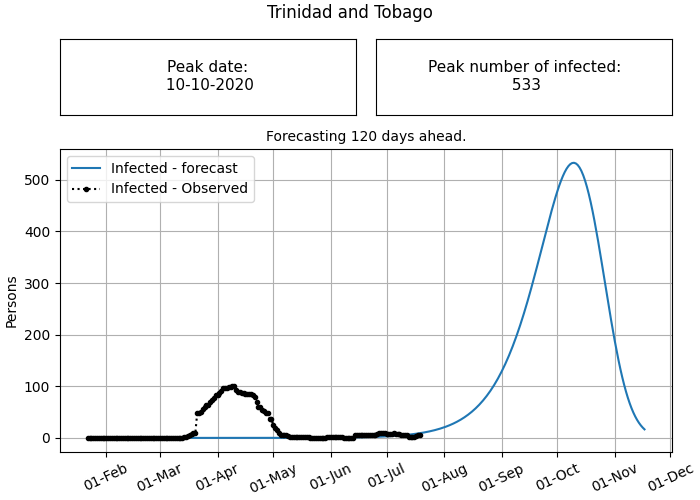 Trinidad and Tobago
Peak date:
10-10-2020
Peak number of infected:
533
Forecasting 120 days ahead.
Infected - forecast
Infected - Observed
Persons
500
400
300
200
100
0
01-Feb
01-Mar
01-Apr
01-May
01-Jun
01-Jul
01-Aug
01-Sep
01-Oct
01-Nov
01-Dec